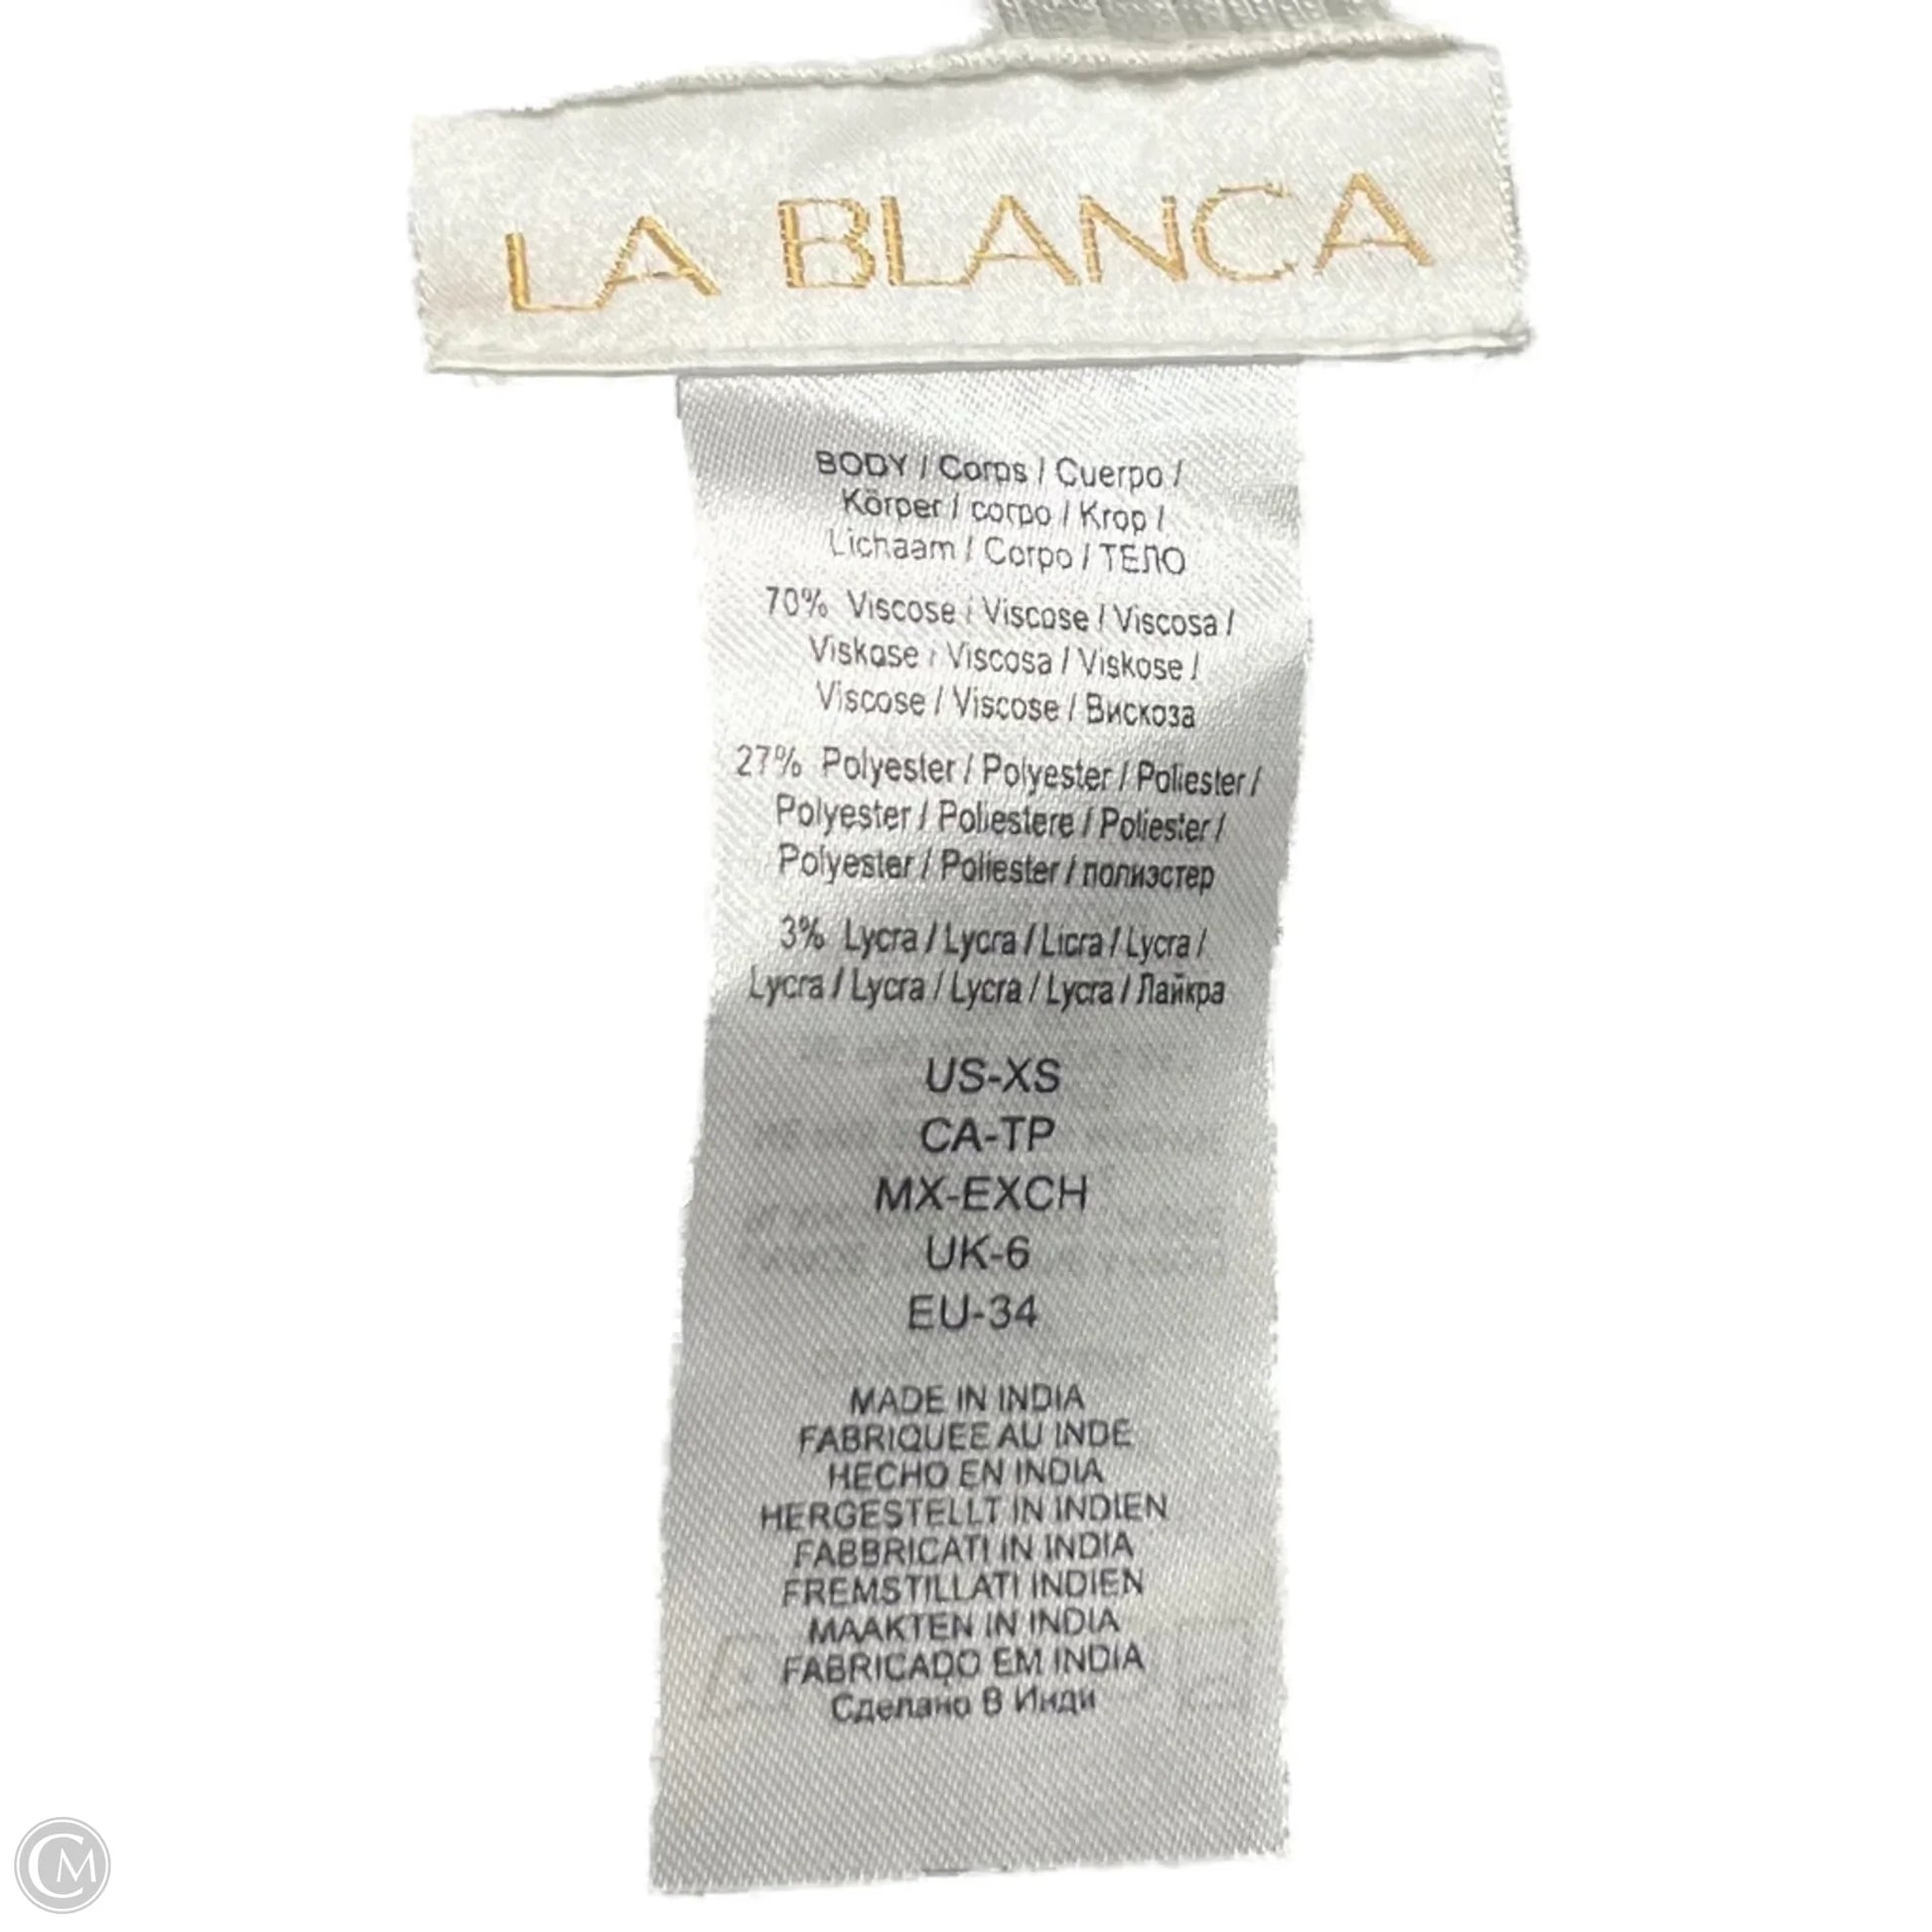 LA BLANCA
BODY / Corps / Cuerpo /
Körper / corpo / Krop /
Lichaam / Corpo / ТЕЛО
70% Viscose / Viscose / Viscosa /
Viskose / Viscosa / Viskose /
Viscose / Viscose / Вискоза
27% Polyester / Polyester / Poliester /
Polyester / Poliestere / Poliester /
Polyester / Poliester / полиэстер
3% Lycra / Lycra / Licra / Lycra /
Lycra / Lycra / Lycra / Lycra / Лайкра
US-XS
CA-TP
MX-EXCH
UK-6
EU-34
MADE IN INDIA
FABRIQUEE AU INDE
HECHO EN INDIA
HERGESTELLT IN INDIEN
FABBRICATI IN INDIA
FREMSTILLATI INDIEN
MAAKTEN IN INDIA
FABRICADO EM INDIA
Сделано В Инди
CM